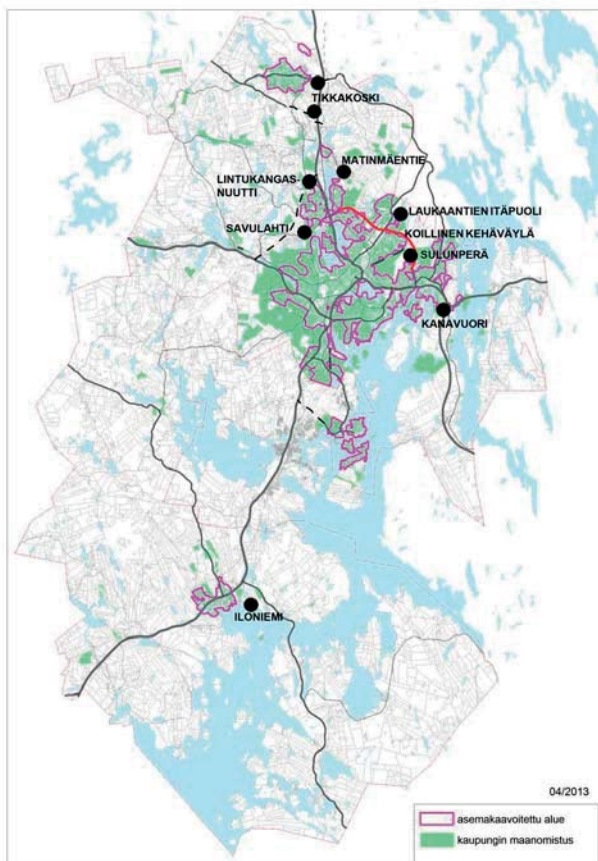 TIKKAKOSKI
MATINMÄENTIE
LINTUKANGAS-
NUUTTI
LAUKAANTIEN ITÄPUOLI
SAVULAHTI
KOILLINEN KEHÄVÄYLÄ
SULUNPERÄ
KANAVUORI
ILONIEMI
04/2013
asemakaavoitettu alue
kaupungin maanomistus